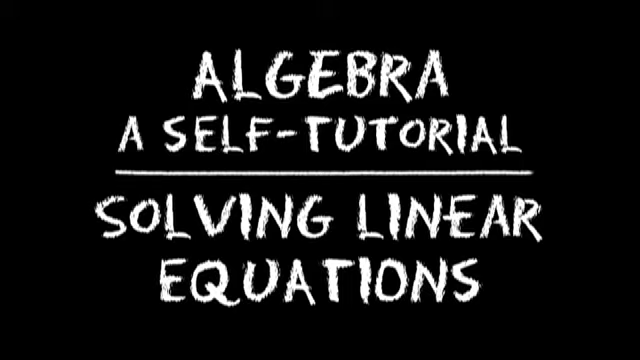 ALGEBRA
A SELF-TUTORIAL
SOLVING LINEAR
EQUATIONS